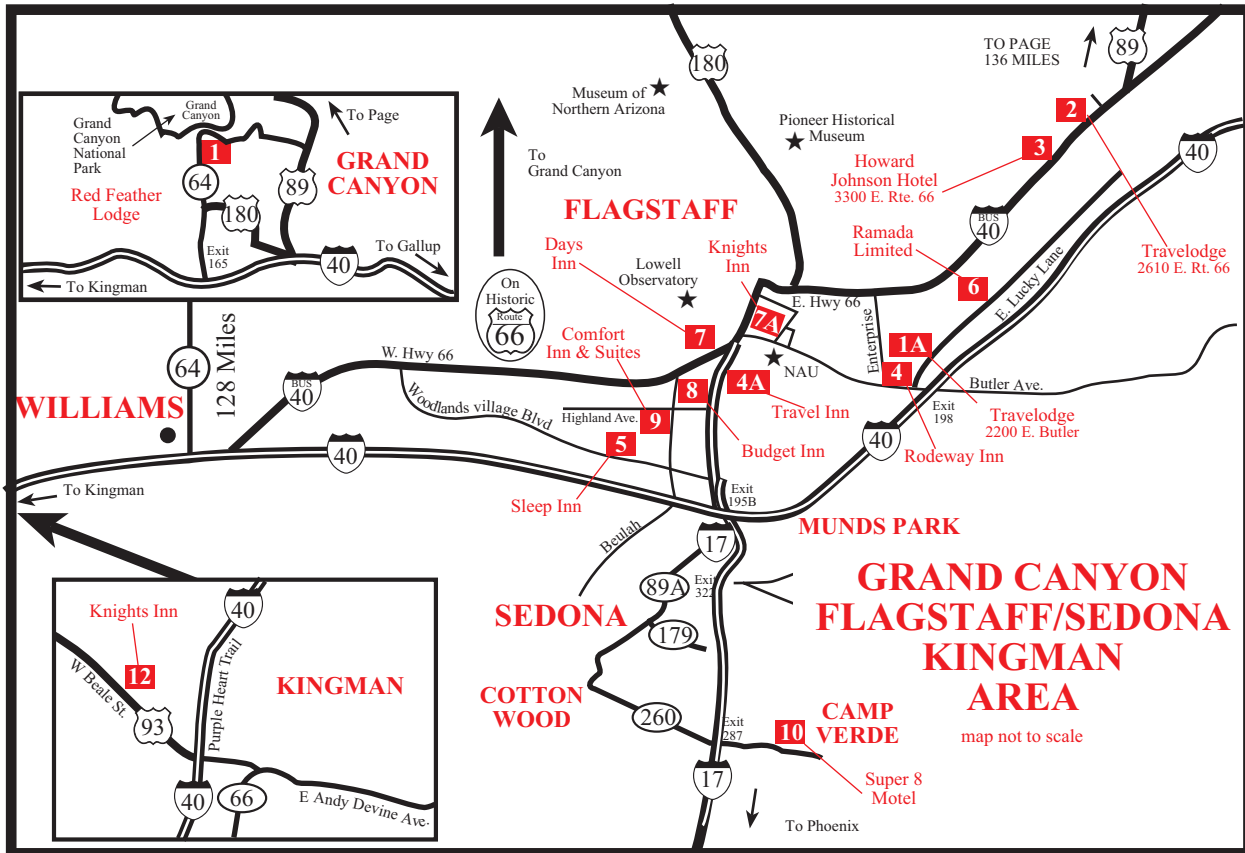 180
TO PAGE
136 MILES
89
Museum of
Northern Arizona
Pioneer Historical
Museum
2
3
40
Howard
Johnson Hotel
3300 E. Rte. 66
To
Grand Canyon
FLAGSTAFF
BUS
40
Ramada
Limited
Travelodge
2610 E. Rt. 66
Days
Inn
Knights
Inn
Lowell
Observatory
E. Hwy 66
6
E. Lucky Lane
On
Historic
Route
66
7
7A
Enterprise
1A
Comfort
Inn & Suites
NAU
4
Butler Ave.
W. Hwy 66
8
4A
Travel Inn
Exit
198
Travelodge
2200 E. Butler
64
128 Miles
BUS
40
Woodlands village Blvd
Highland Ave.
9
WILLIAMS
5
Budget Inn
40
Rodeway Inn
40
To Kingman
Sleep Inn
Exit
195B
MUNDS PARK
Beulah
17
89A
Exit
322
SEDONA
179
COTTON
WOOD
260
Exit
287
10
CAMP
VERDE
17
Super 8
Motel
To Phoenix
GRAND CANYON
FLAGSTAFF/SEDONA
KINGMAN
AREA
map not to scale
Grand
Canyon
Grand
Canyon
National
Park
To Page
1
GRAND
CANYON
64
89
Red Feather
Lodge
180
Exit
165
40
To Gallup
To Kingman
40
Knights Inn
12
Purple Heart Trail
KINGMAN
W Beale St.
93
40
66
E Andy Devine Ave.